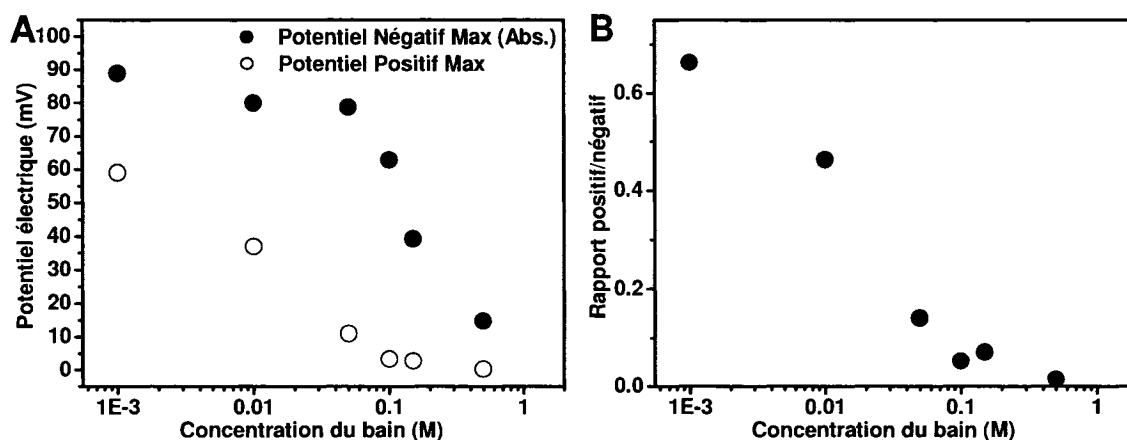 A
Potentiel électrique (mV)
100
90
80
70
60
50
40
30
20
10
0
Potentiel Négatif Max (Abs.)
Potentiel Positif Max
1E-3 0.01 0.1 1
Concentration du bain (M)
B
Rapport positif/négatif
0.6
0.4
0.2
0.0
1E-3 0.01 0.1 1
Concentration du bain (M)